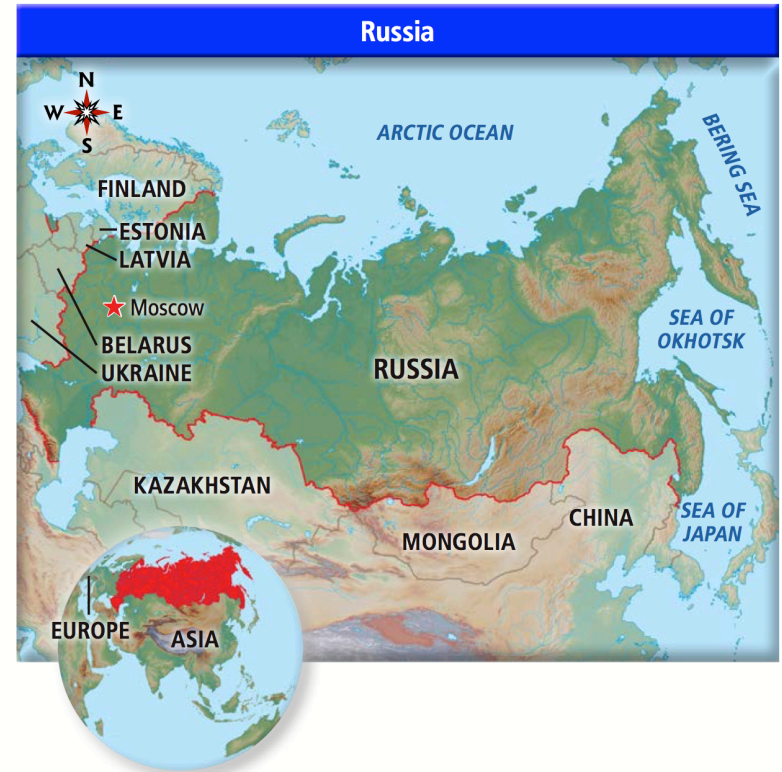 Russia
N
W E
S
ARCTIC OCEAN
BERING SEA
FINLAND
ESTONIA
LATVIA
Moscow
BELARUS
UKRAINE
RUSSIA
SEA OF
OKHOTSK
KAZAKHSTAN
MONGOLIA
CHINA
SEA OF
JAPAN
EUROPE
ASIA